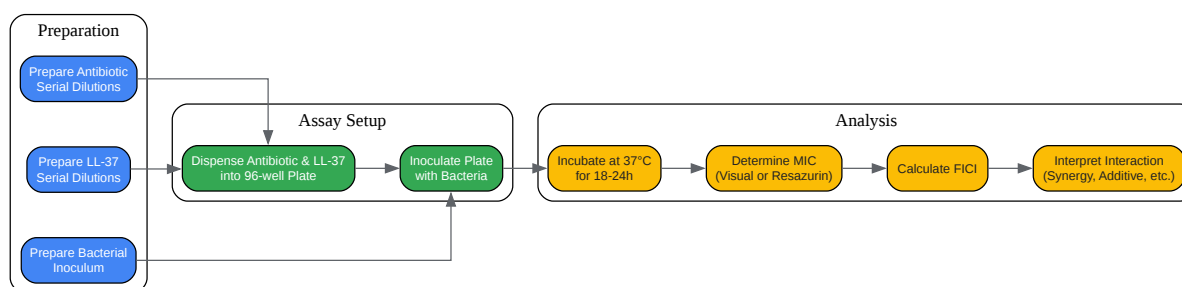 Preparation
Prepare Antibiotic
Serial Dilutions
Prepare LL-37
Serial Dilutions
Prepare Bacterial
Inoculum
Assay Setup
Dispense Antibiotic & LL-37
into 96-well Plate
Inoculate Plate
with Bacteria
Analysis
Incubate at 37°C
for 18-24h
Determine MIC
(Visual or Resazurin)
Calculate FICI
Interpret Interaction
(Synergy, Additive, etc.)